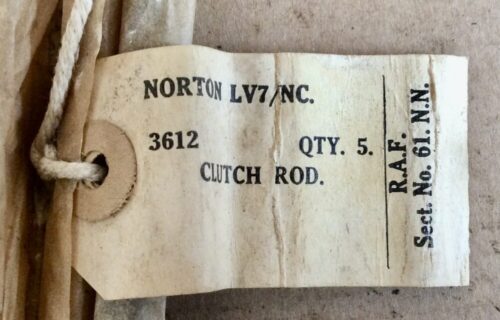 NORTON LV7/NC.
3612 QTY. 5.
CLUTCH ROD.
R.A.F.
Sect. No. 61. N.N.